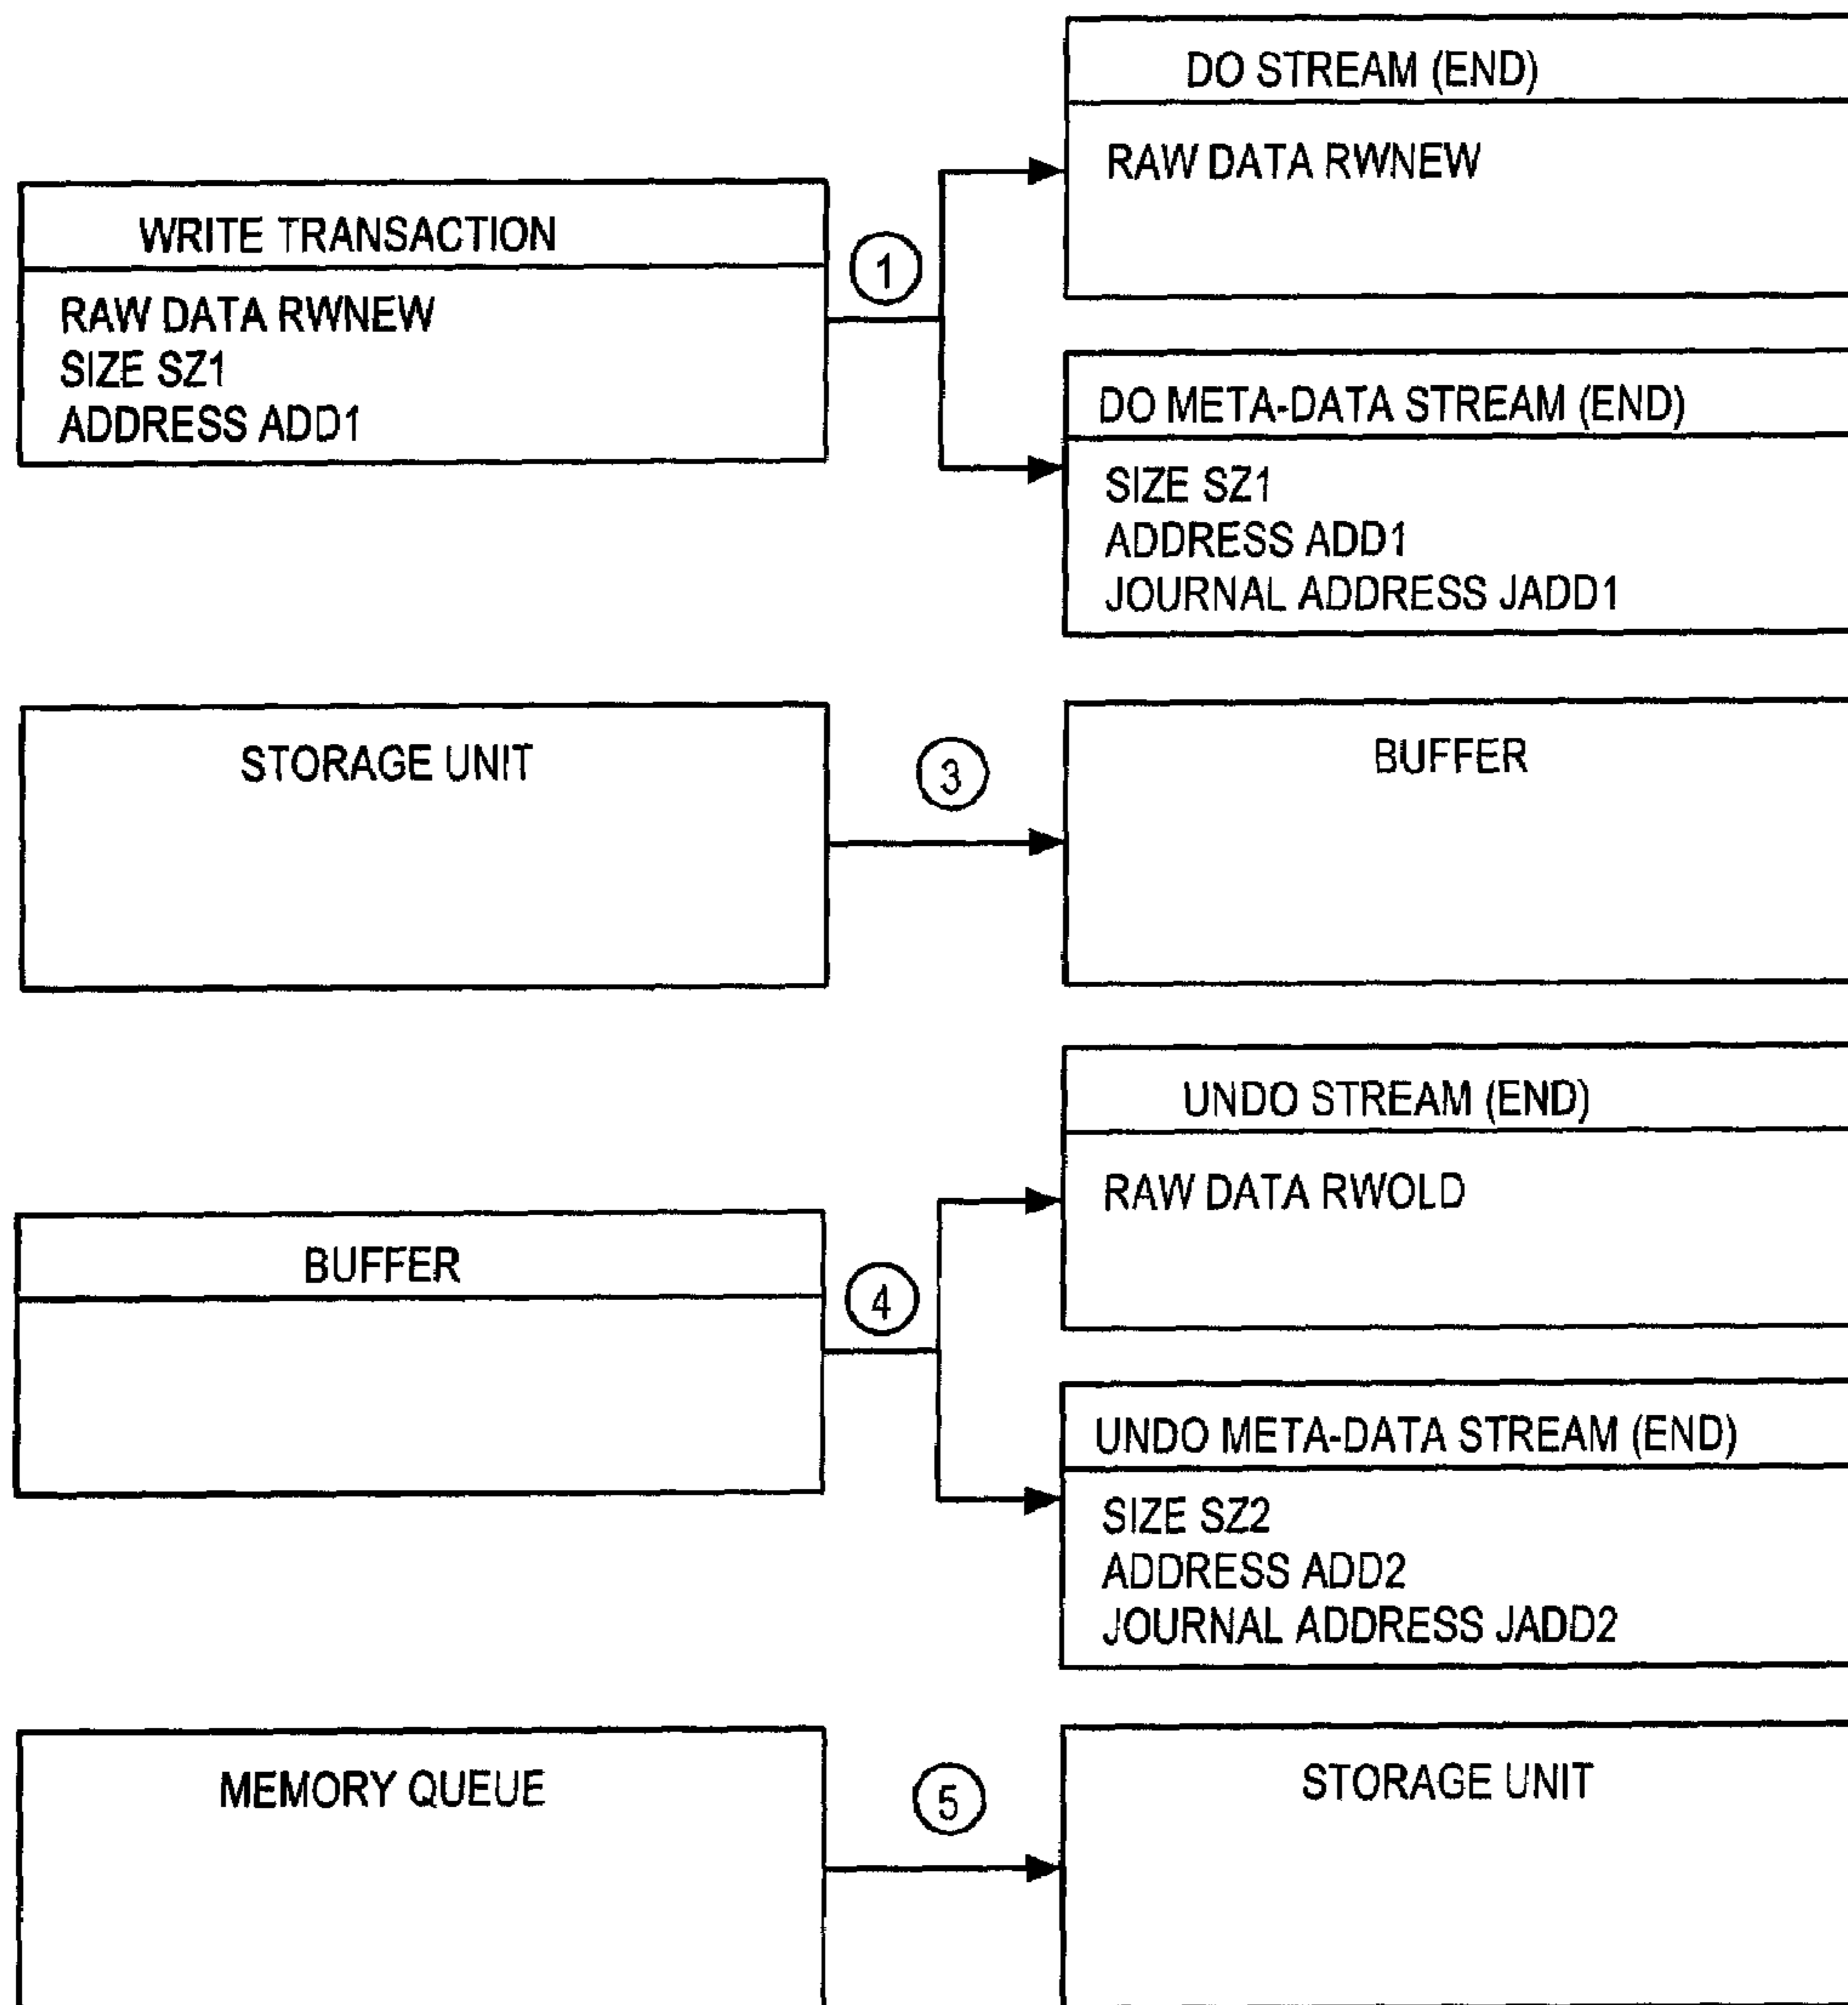 DO STREAM (END)
RAW DATA RWNEW
WRITE TRANSACTION
RAW DATA RWNEW
SIZE SZ1
ADDRESS ADD1
1
DO META-DATA STREAM (END)
SIZE SZ1
ADDRESS ADD1
JOURNAL ADDRESS JADD1
STORAGE UNIT
3
BUFFER
UNDO STREAM (END)
RAW DATA RWOLD
BUFFER
4
UNDO META-DATA STREAM (END)
SIZE SZ2
ADDRESS ADD2
JOURNAL ADDRESS JADD2
MEMORY QUEUE
5
STORAGE UNIT